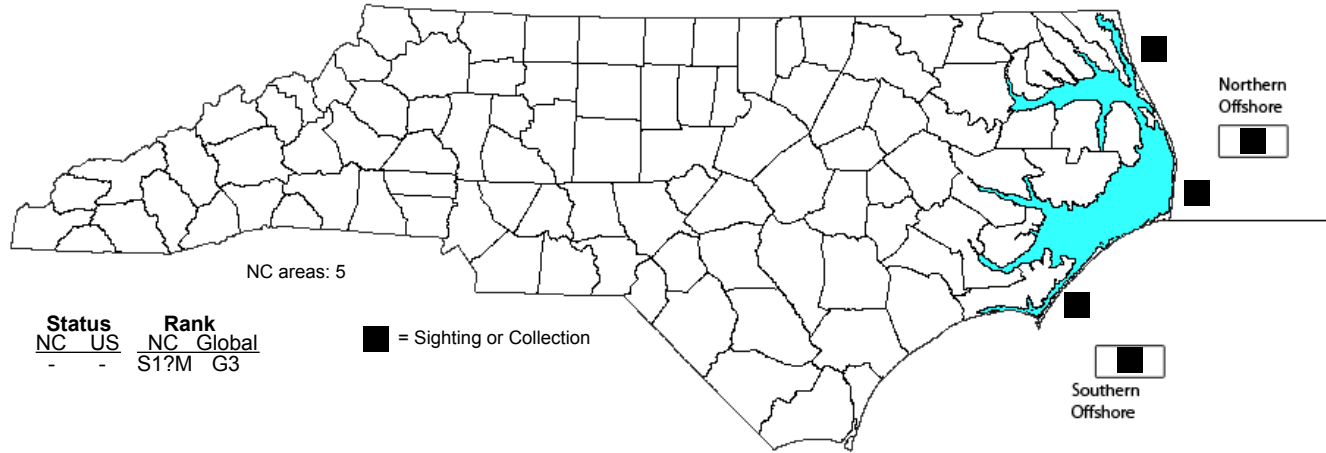 Northern
Offshore
NC areas: 5
Status Rank
NC US NC Global
- - S1?M G3
= Sighting or Collection
Southern
Offshore